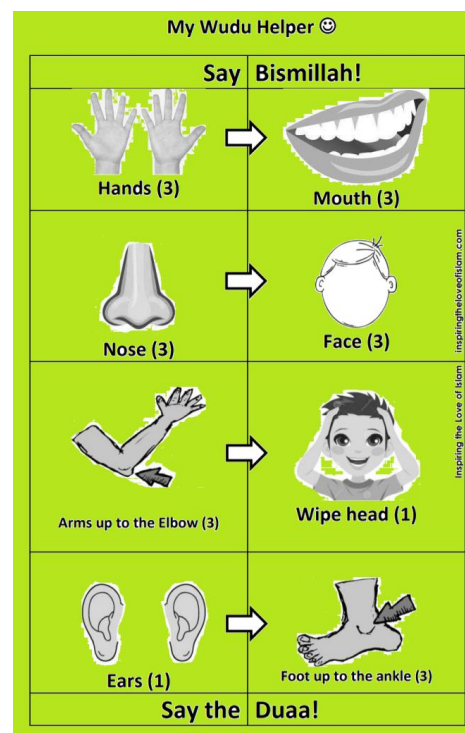 My Wudu Helper ☺
Say Bismillah!
Hands (3)
Mouth (3)
Nose (3)
Face (3)
Arms up to the Elbow (3)
Wipe head (1)
Ears (1)
Foot up to the ankle (3)
Say the Duaa!
Inspiring the Love of Islam inspiringtheloveofislam.com